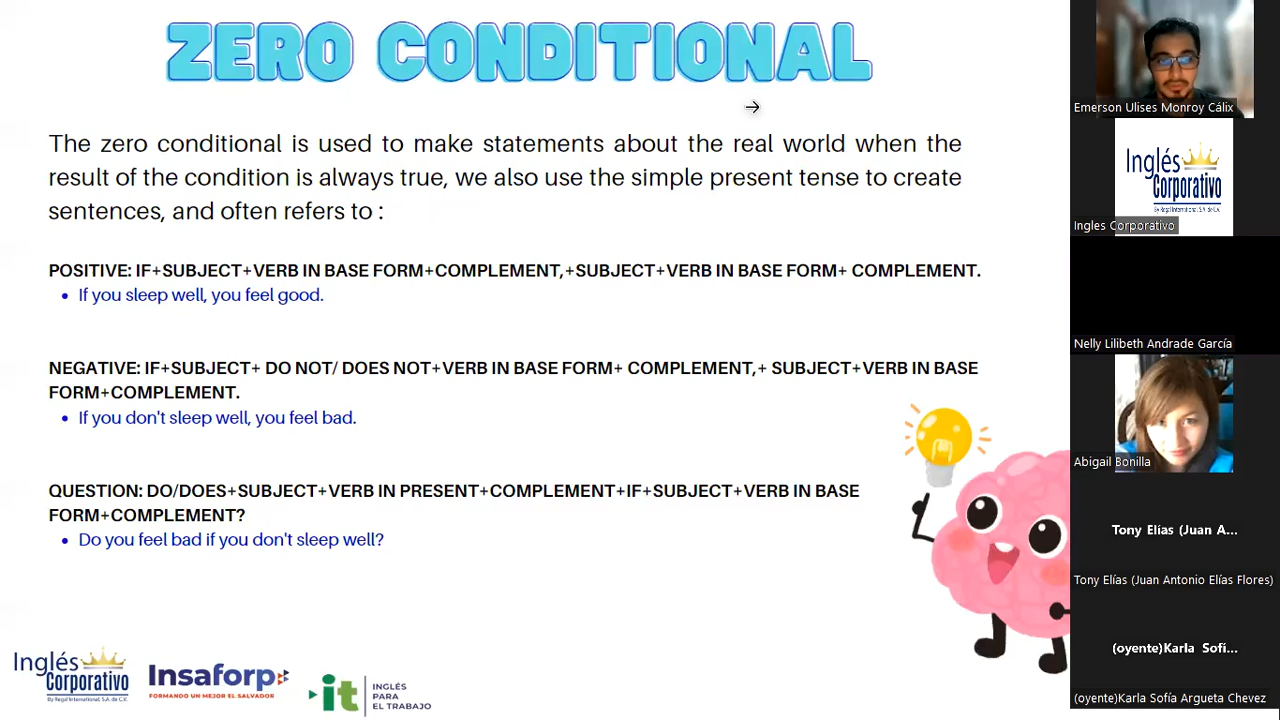 ZERO CONDITIONAL
The zero conditional is used to make statements about the real world when the
result of the condition is always true, we also use the simple present tense to create
sentences, and often refers to :
POSITIVE: IF+SUBJECT+VERB IN BASE FORM+COMPLEMENT,+SUBJECT+VERB IN BASE FORM+ COMPLEMENT.
• If you sleep well, you feel good.
NEGATIVE: IF+SUBJECT+ DO NOT/ DOES NOT+VERB IN BASE FORM+ COMPLEMENT,+ SUBJECT+VERB IN BASE
FORM+COMPLEMENT.
• If you don't sleep well, you feel bad.
QUESTION: DO/DOES+SUBJECT+VERB IN PRESENT+COMPLEMENT+IF+SUBJECT+VERB IN BASE
FORM+COMPLEMENT?
• Do you feel bad if you don't sleep well?
Inglés
Corporativo
By Regal International, S.A. de C.V.
Insaforp
FORMANDO UN MEJOR EL SALVADOR
it
INGLÉS
PARA
EL TRABAJO
Emerson Ulises Monroy Cálix
Inglés
Corporativo
By Regal International, S.A. de C.V.
Ingles Corporativo
Nelly Lilibeth Andrade García
Abigail Bonilla
Tony Elías (Juan A...
Tony Elías (Juan Antonio Elías Flores)
(oyente)Karla Sofí...
(oyente)Karla Sofía Argueta Chevez